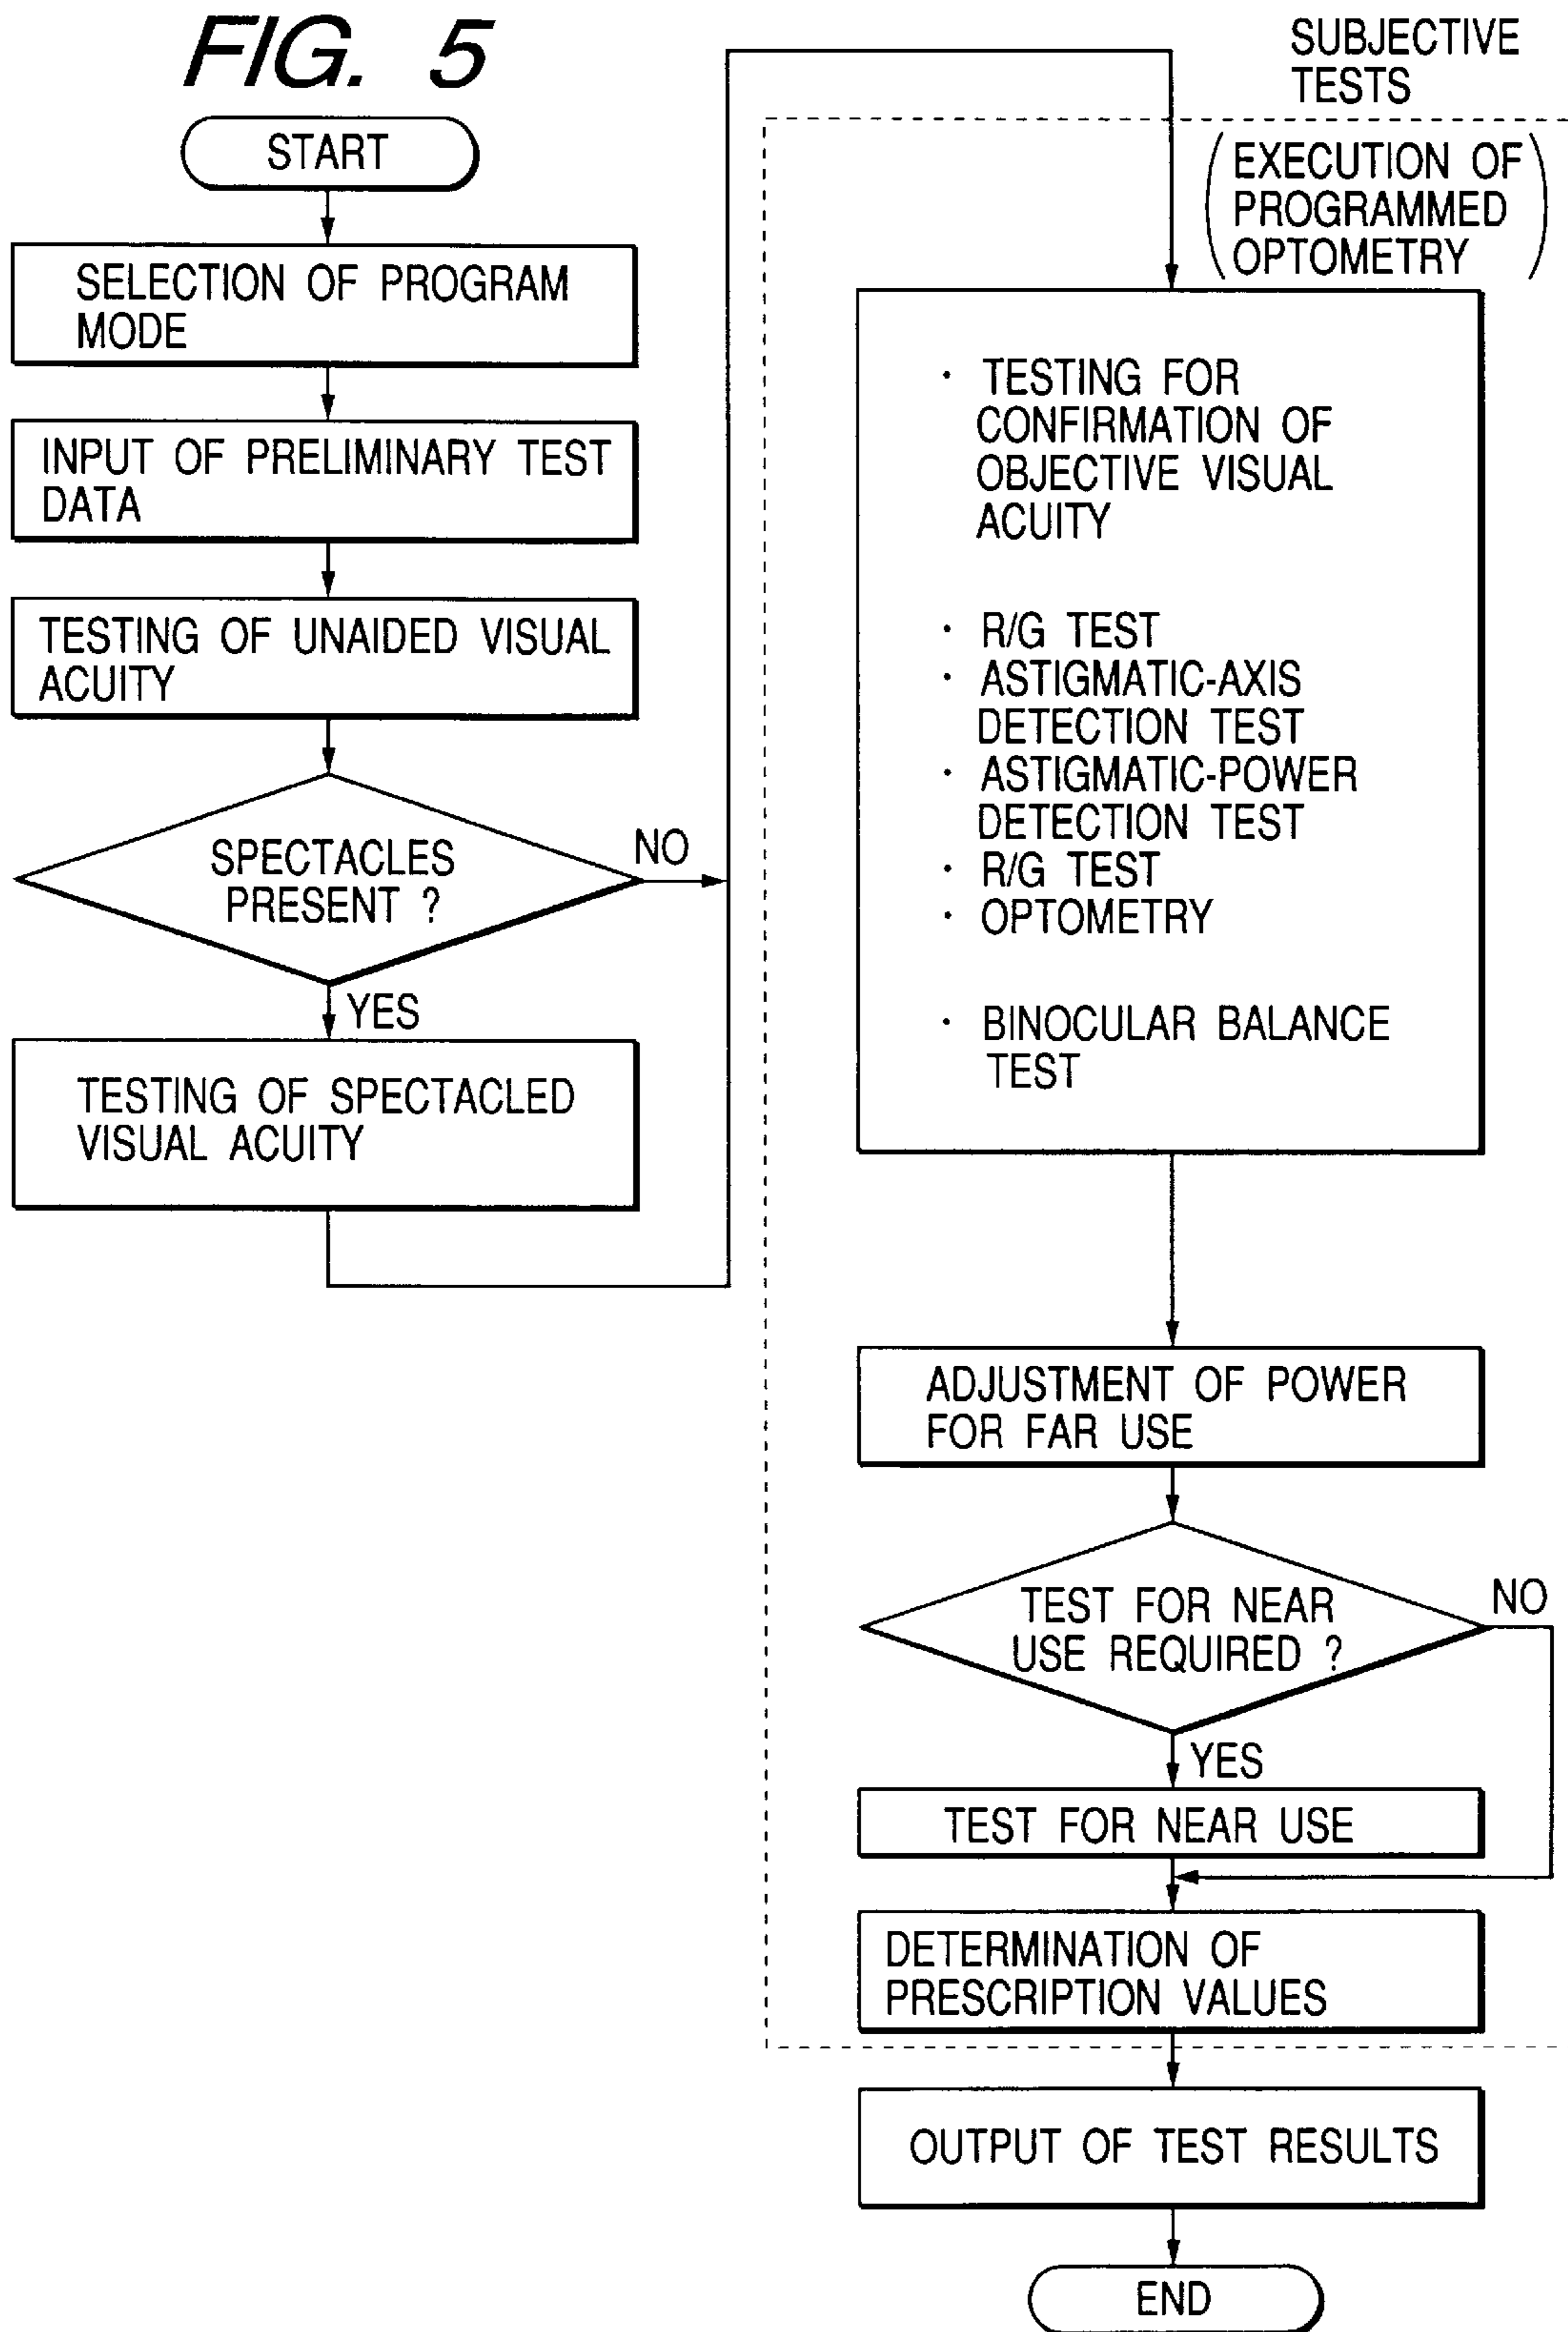 FIG. 5
START
SELECTION OF PROGRAM
MODE
INPUT OF PRELIMINARY TEST
DATA
TESTING OF UNAIDED VISUAL
ACUITY
SPECTACLES
PRESENT ?
NO
YES
TESTING OF SPECTACLED
VISUAL ACUITY
SUBJECTIVE
TESTS
(EXECUTION OF
PROGRAMMED
OPTOMETRY)
· TESTING FOR
CONFIRMATION OF
OBJECTIVE VISUAL
ACUITY
· R/G TEST
· ASTIGMATIC-AXIS
DETECTION TEST
· ASTIGMATIC-POWER
DETECTION TEST
· R/G TEST
· OPTOMETRY
· BINOCULAR BALANCE
TEST
ADJUSTMENT OF POWER
FOR FAR USE
TEST FOR NEAR
USE REQUIRED ?
NO
YES
TEST FOR NEAR USE
DETERMINATION OF
PRESCRIPTION VALUES
OUTPUT OF TEST RESULTS
END